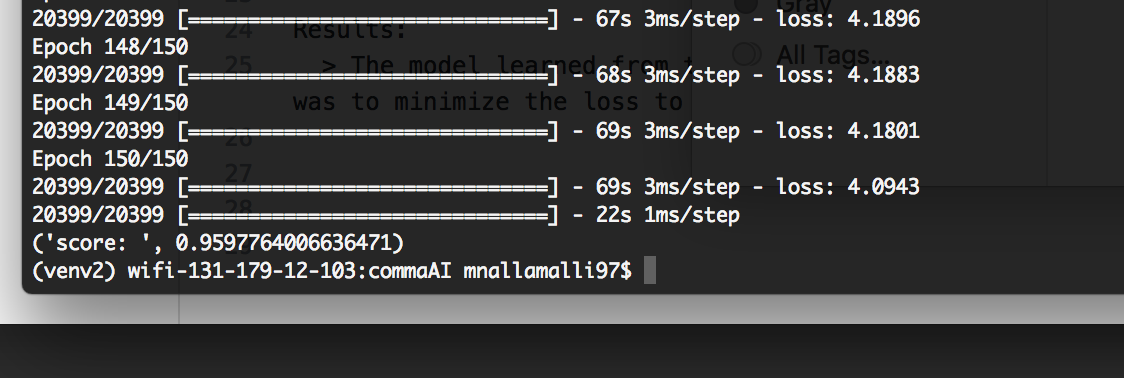 20399/20399 [==============================] - 67s 3ms/step - loss: 4.1896
Epoch 148/150
20399/20399 [==============================] - 68s 3ms/step - loss: 4.1883
Epoch 149/150
20399/20399 [==============================] - 69s 3ms/step - loss: 4.1801
Epoch 150/150
20399/20399 [==============================] - 69s 3ms/step - loss: 4.0943
20399/20399 [==============================] - 22s 1ms/step
('score: ', 0.9597764006636471)
(venv2) wifi-131-179-12-103:commaAI mnallamalli97$
24 Results:
25 > The model learned from
was to minimize the loss to
26
27
28
Gray
All Tags...